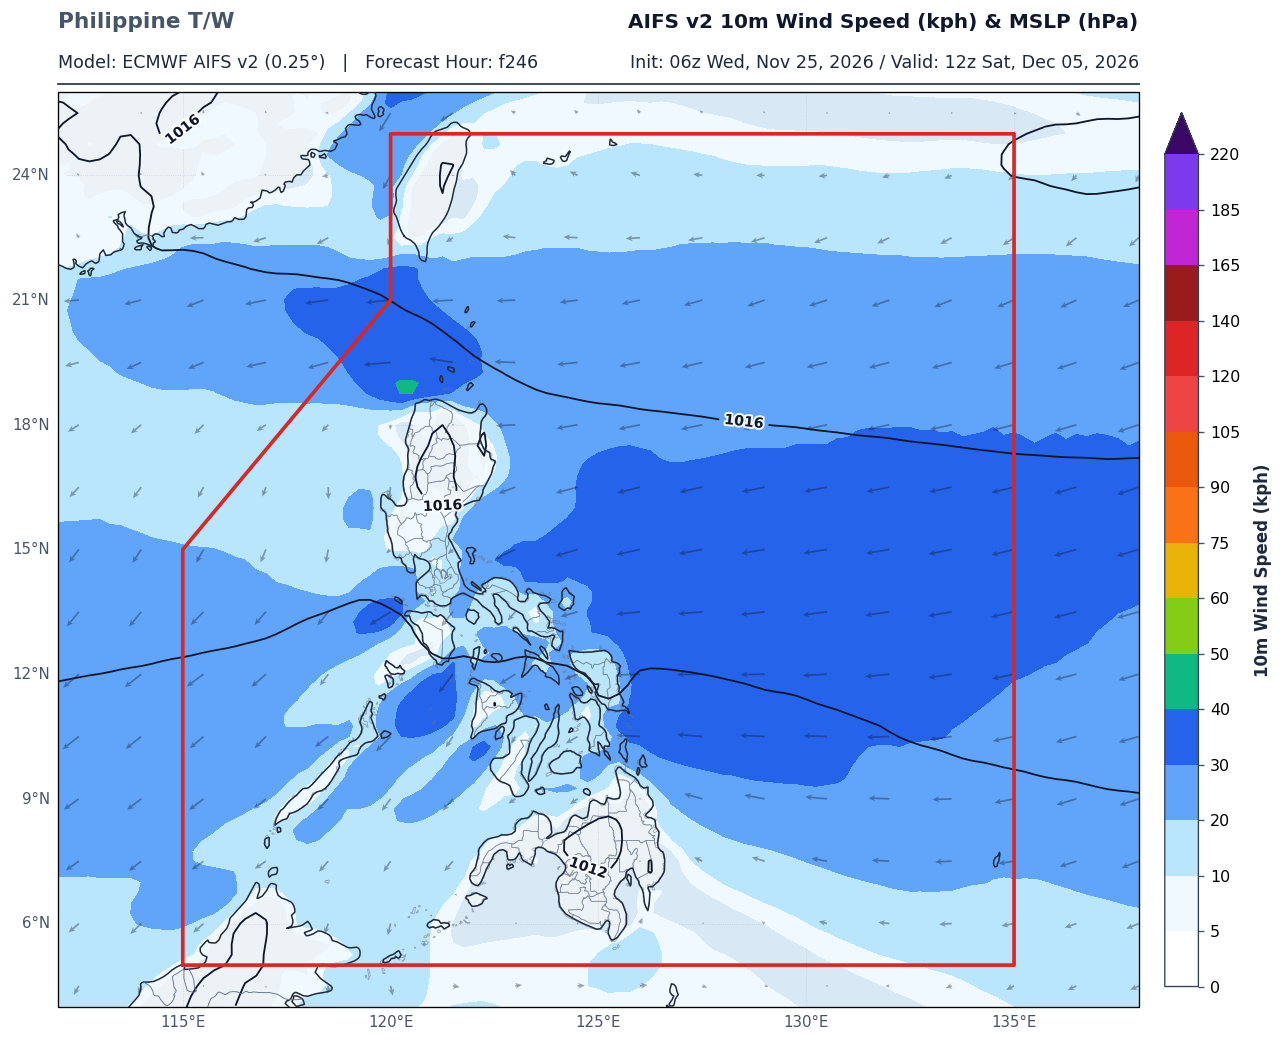 Philippine T/W
AIFS v2 10m Wind Speed (kph) & MSLP (hPa)
Model: ECMWF AIFS v2 (0.25°)   |   Forecast Hour: f246
Init: 06z Wed, Nov 25, 2026 / Valid: 12z Sat, Dec 05, 2026
1016
1016
1016
1012
24°N
21°N
18°N
15°N
12°N
9°N
6°N
115°E
120°E
125°E
130°E
135°E
220
185
165
140
120
105
90
75
60
50
40
30
20
10
5
0
10m Wind Speed (kph)